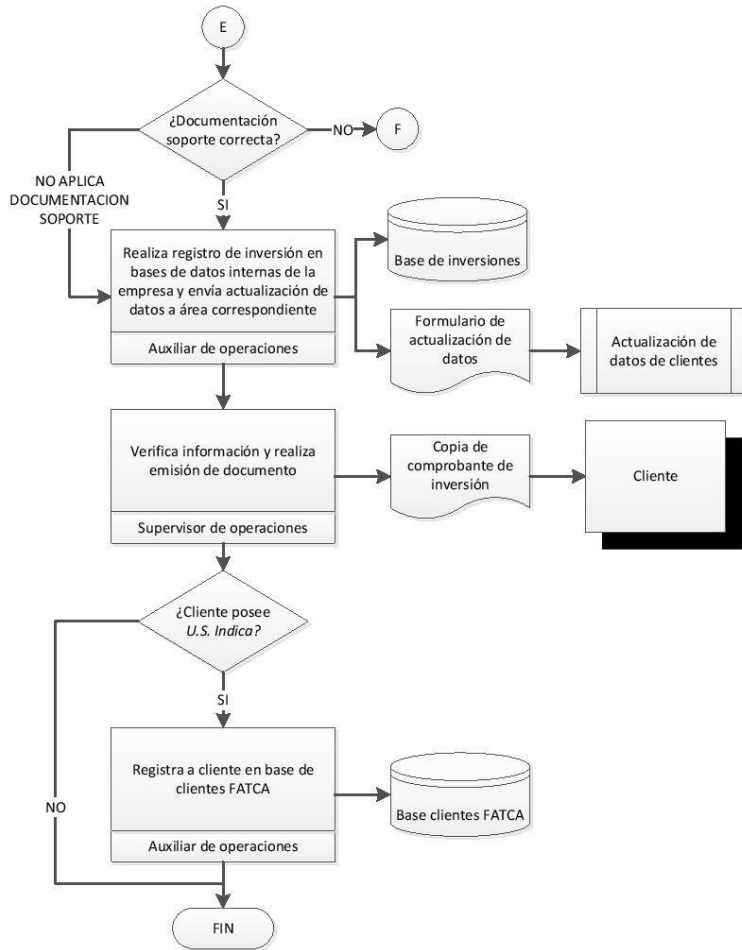 E
¿Documentación
soporte correcta?
NO
F
NO APLICA
DOCUMENTACION
SOPORTE
SI
Realiza registro de inversión en
bases de datos internas de la
empresa y envía actualización de
datos a área correspondiente
Auxiliar de operaciones
Base de inversiones
Formulario de
actualización de
datos
Actualización de
datos de clientes
Verifica información y realiza
emisión de documento
Supervisor de operaciones
Copia de
comprobante de
inversión
Cliente
¿Cliente posee
U.S. Indica?
SI
NO
Registra a cliente en base de
clientes FATCA
Auxiliar de operaciones
Base clientes FATCA
FIN